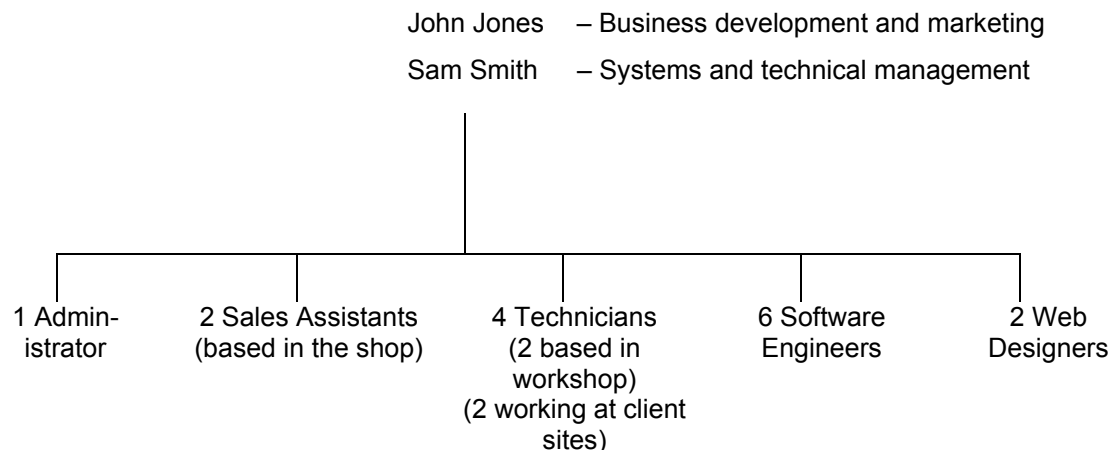 John Jones – Business development and marketing
Sam Smith – Systems and technical management
1 Admin-
istrator
2 Sales Assistants
(based in the shop)
4 Technicians
(2 based in
workshop)
(2 working at client
sites)
6 Software
Engineers
2 Web
Designers